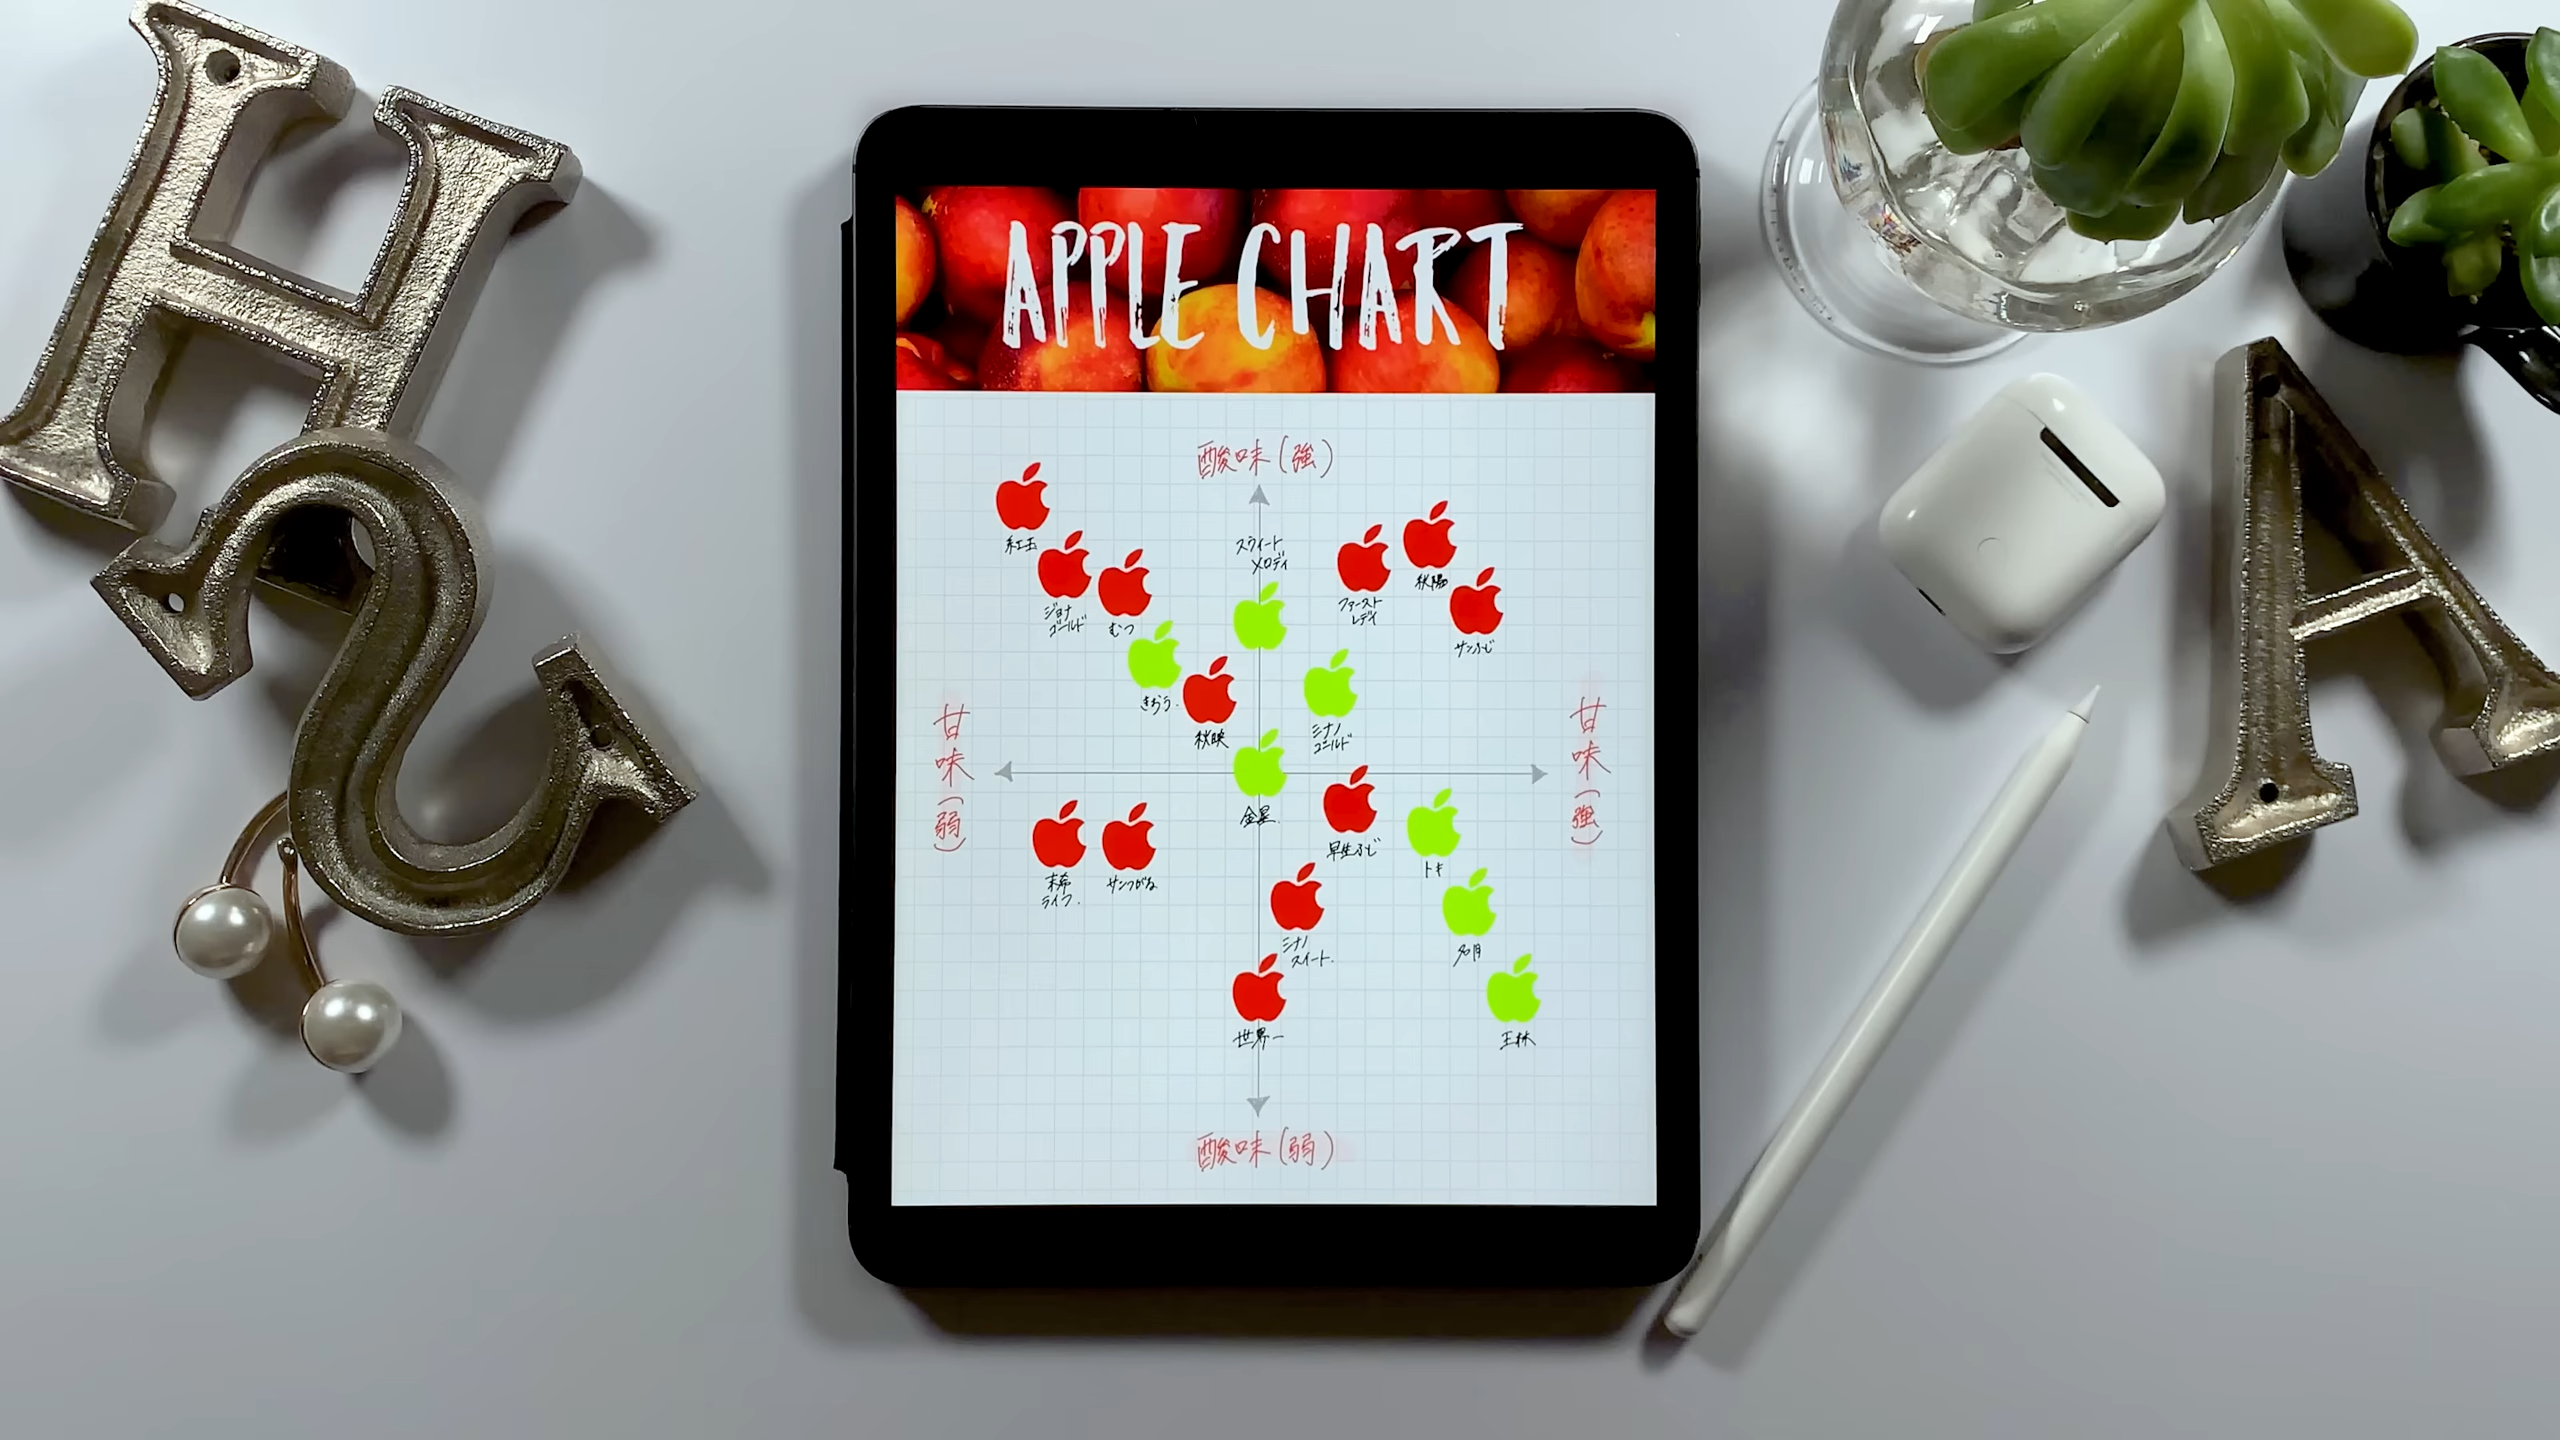 H
S
A
APPLE CHART
酸味(強)
紅玉
ジョナ
ゴールド
むつ
きおう.
秋映
スウィート
メロディ
ファースト
レディ
秋陽
サンふじ
ミナノ
ゴールド
甘味(弱)
甘味(強)
金星
未希
ライフ.
サンつがる
早生ふじ
トキ
ミナノ
スイート.
名月
世界一
王林
酸味(弱)